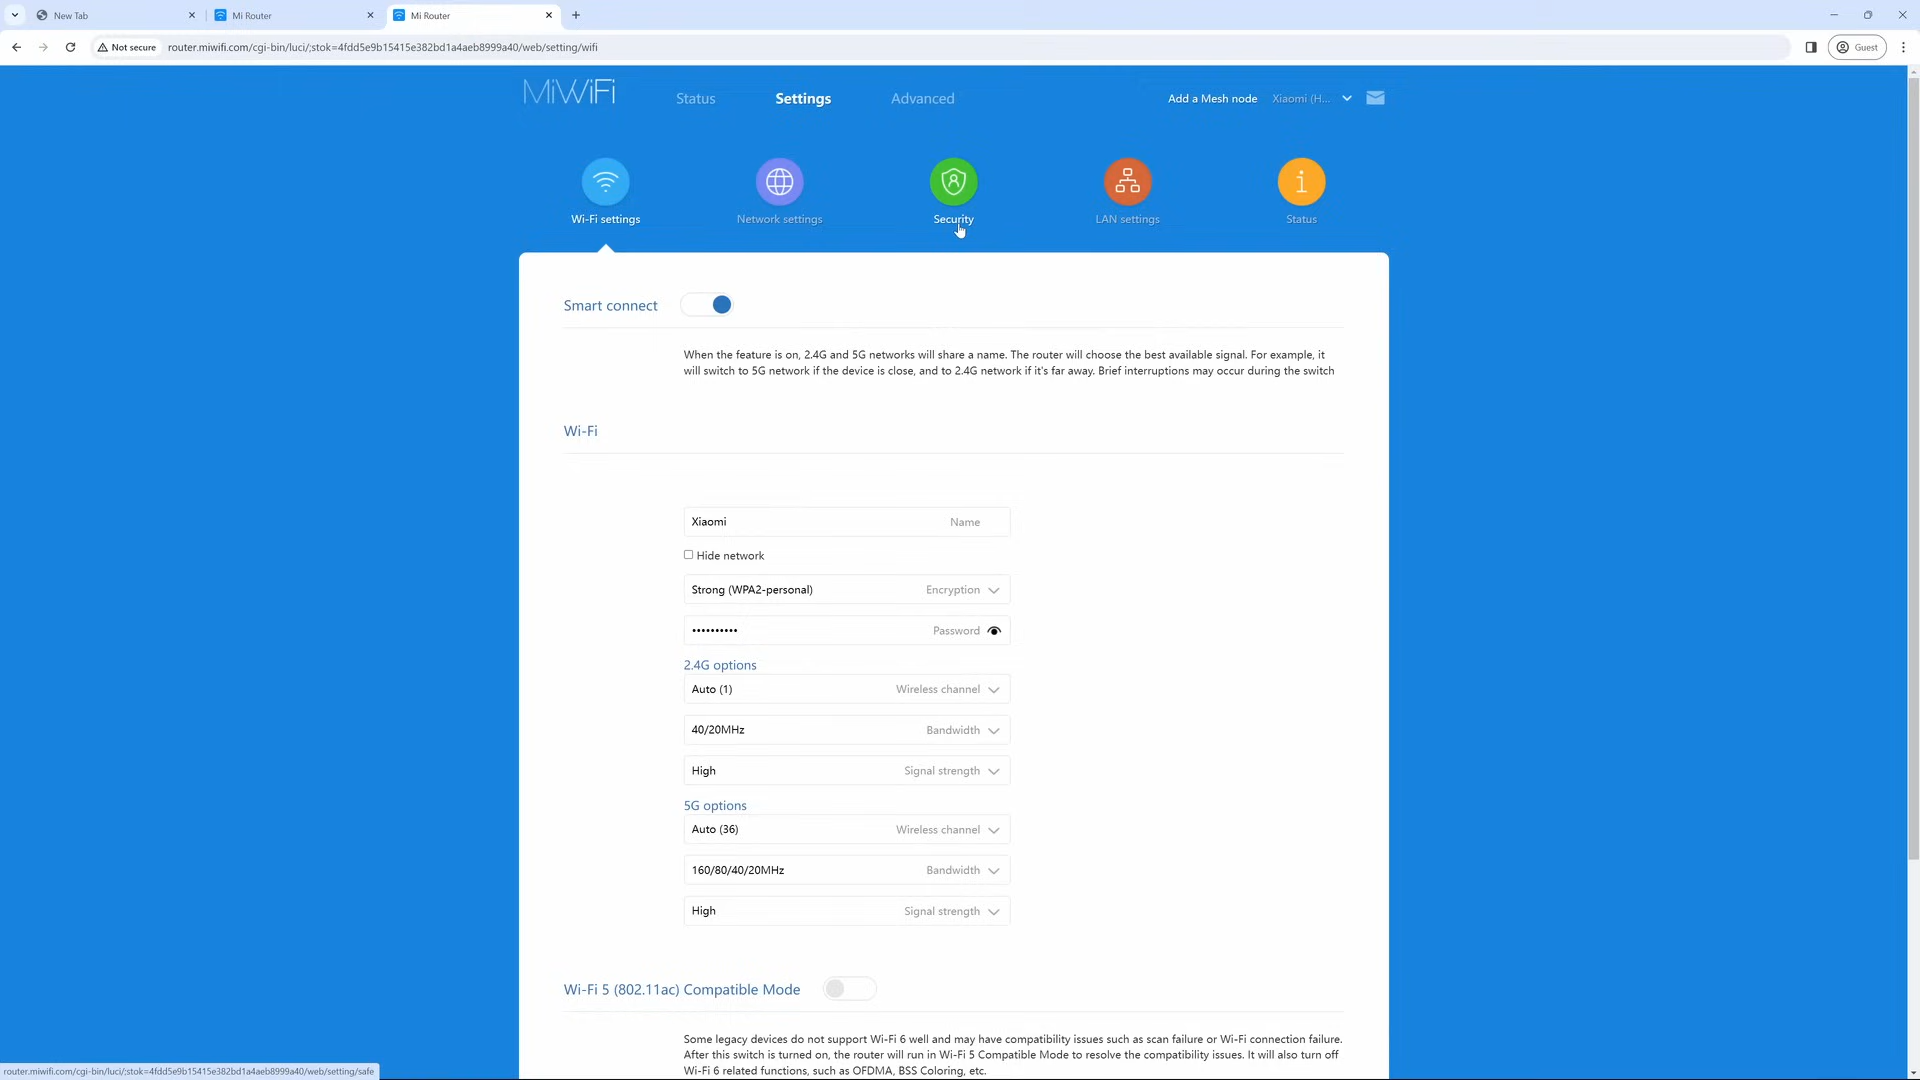 New Tab
Mi Router
Mi Router
Not secure
router.miwifi.com/cgi-bin/luci/;stok=4fdd5e9b15415e382bd1a4aeb8999a40/web/setting/wifi
Guest
MiWiFi
Status
Settings
Advanced
Add a Mesh node
Xiaomi (H...
Wi-Fi settings
Network settings
Security
LAN settings
Status
Smart connect
When the feature is on, 2.4G and 5G networks will share a name. The router will choose the best available signal. For example, it
will switch to 5G network if the device is close, and to 2.4G network if it's far away. Brief interruptions may occur during the switch
Wi-Fi
Xiaomi Name
Hide network
Strong (WPA2-personal) Encryption
•••••••••• Password
2.4G options
Auto (1) Wireless channel
40/20MHz Bandwidth
High Signal strength
5G options
Auto (36) Wireless channel
160/80/40/20MHz Bandwidth
High Signal strength
Wi-Fi 5 (802.11ac) Compatible Mode
Some legacy devices do not support Wi-Fi 6 well and may have compatibility issues such as scan failure or Wi-Fi connection failure.
After this switch is turned on, the router will run in Wi-Fi 5 Compatible Mode to resolve the compatibility issues. It will also turn off
Wi-Fi 6 related functions, such as OFDMA, BSS Coloring, etc.
router.miwifi.com/cgi-bin/luci/;stok=4fdd5e9b15415e382bd1a4aeb8999a40/web/setting/safe